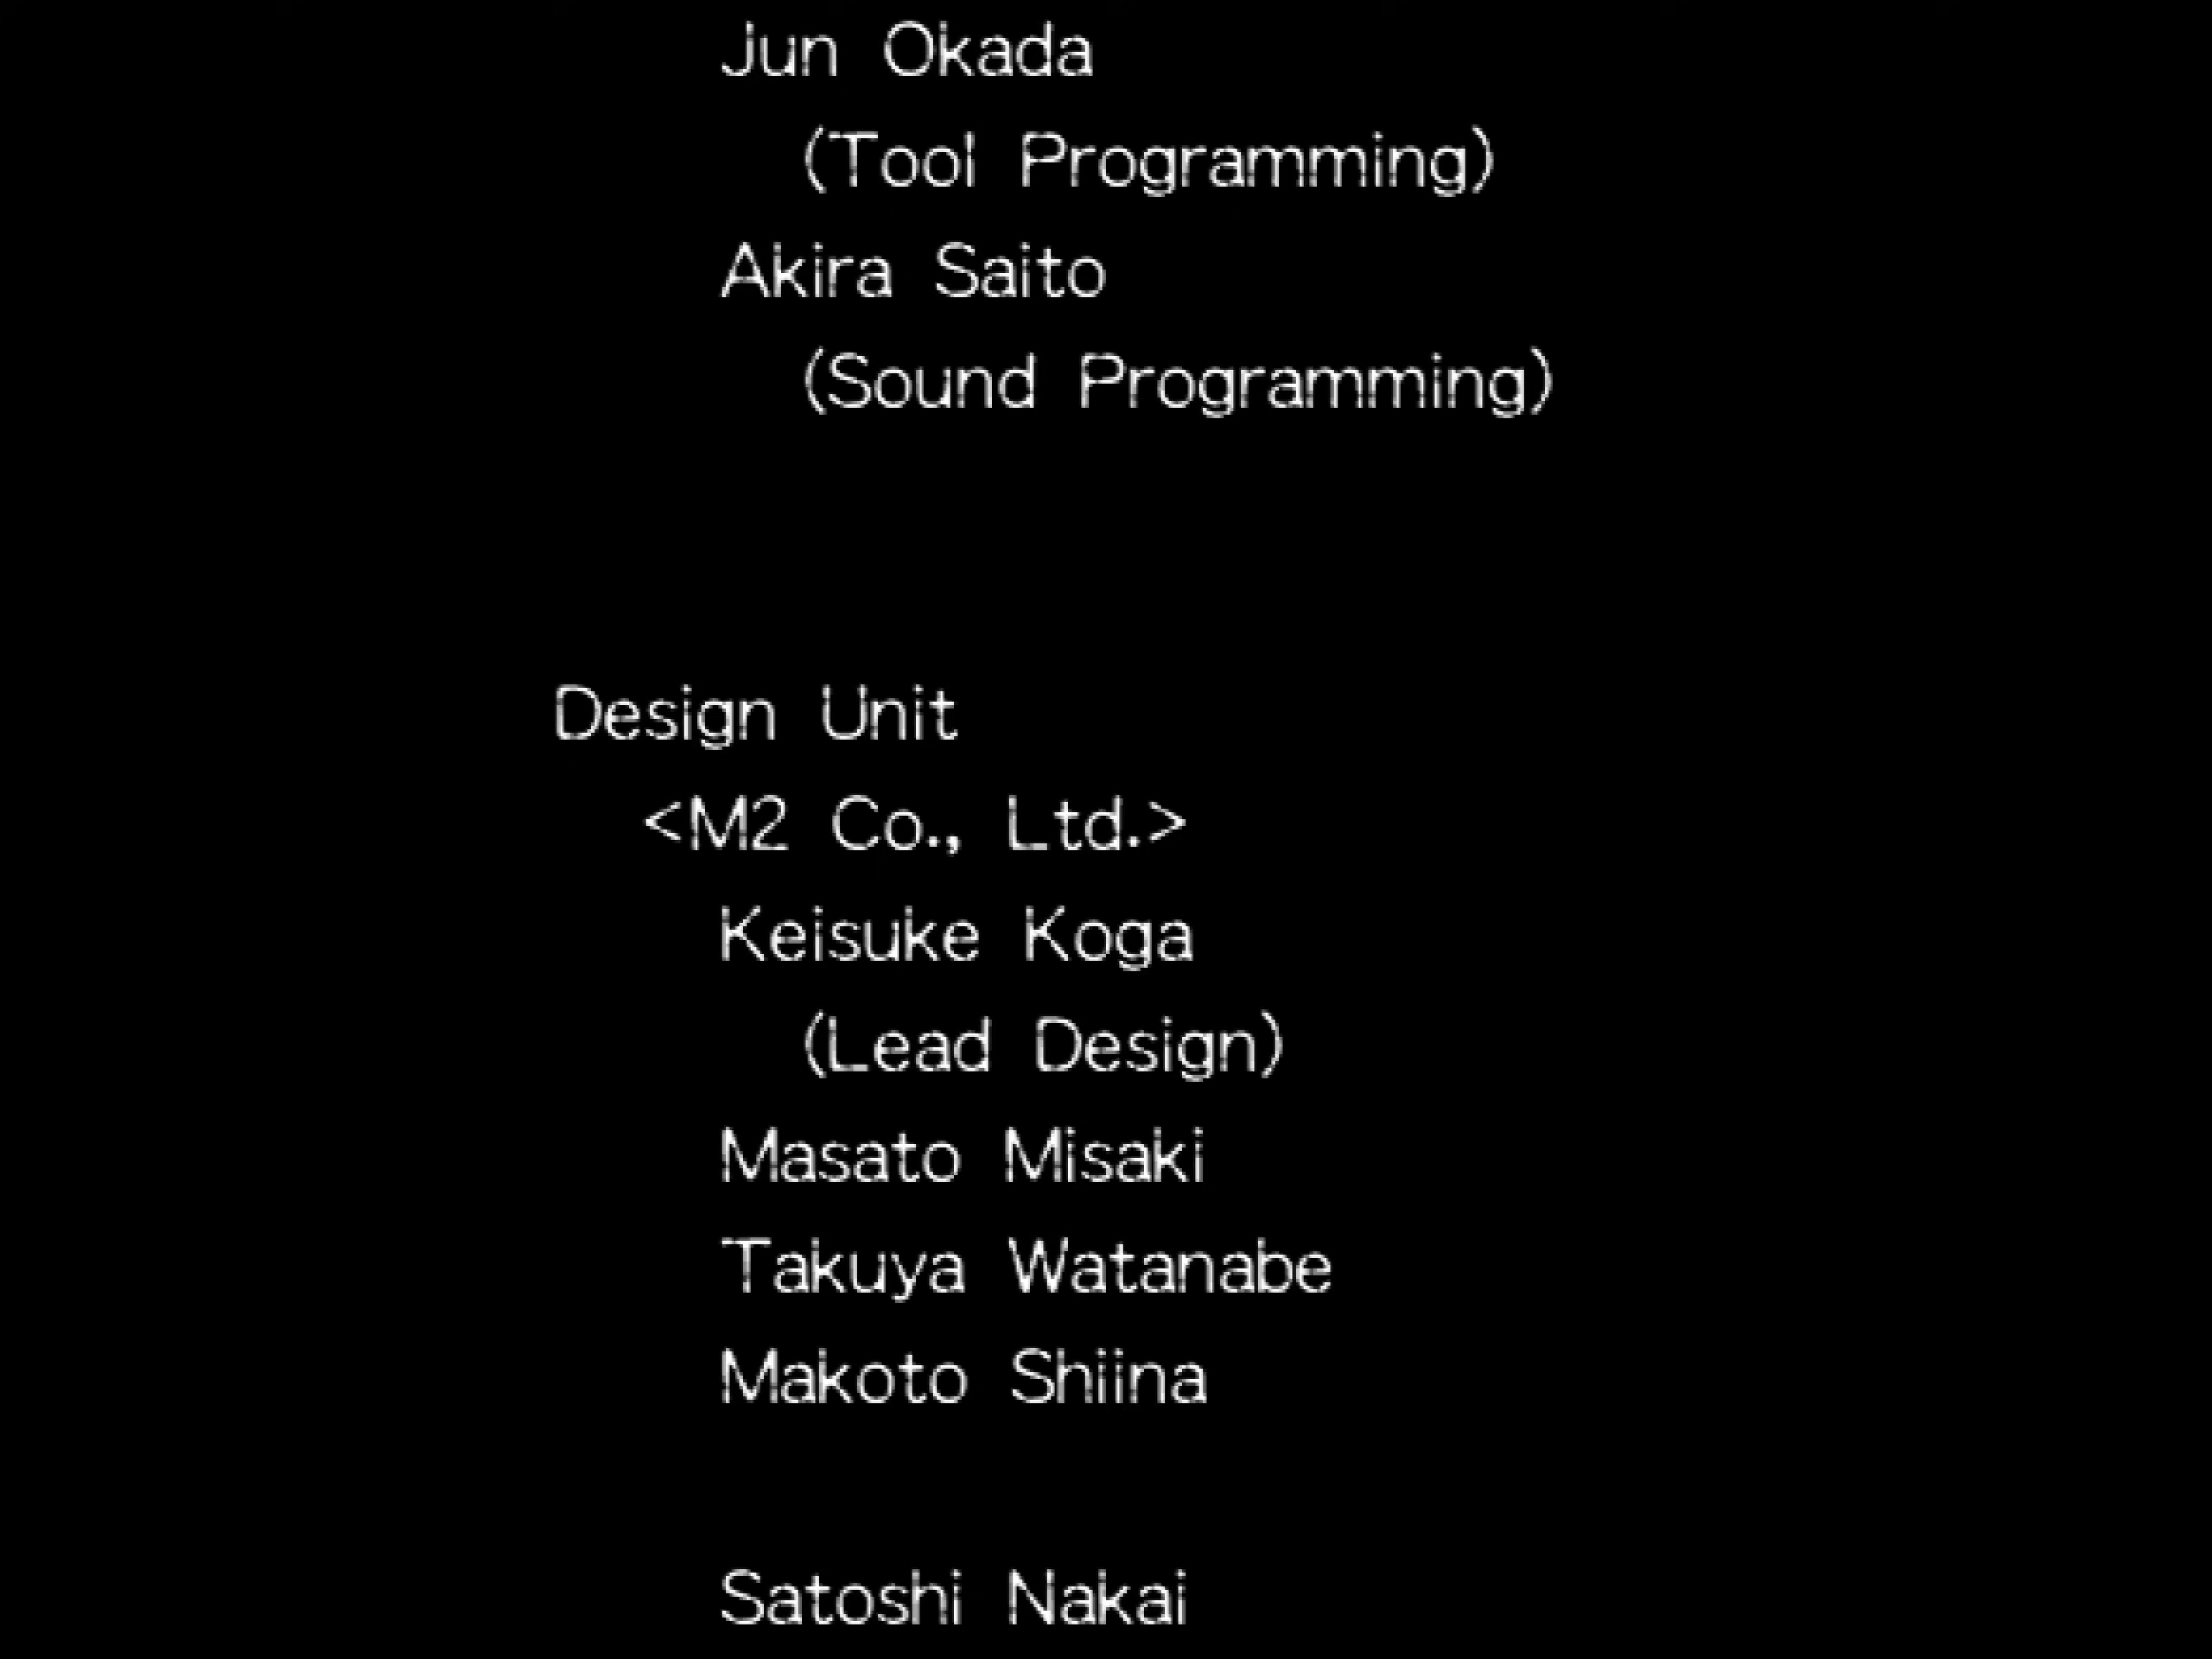 Jun Okada
(Tool Programming)
Akira Saito
(Sound Programming)
Design Unit
<M2 Co., Ltd.>
Keisuke Koga
(Lead Design)
Masato Misaki
Takuya Watanabe
Makoto Shiina
Satoshi Nakai